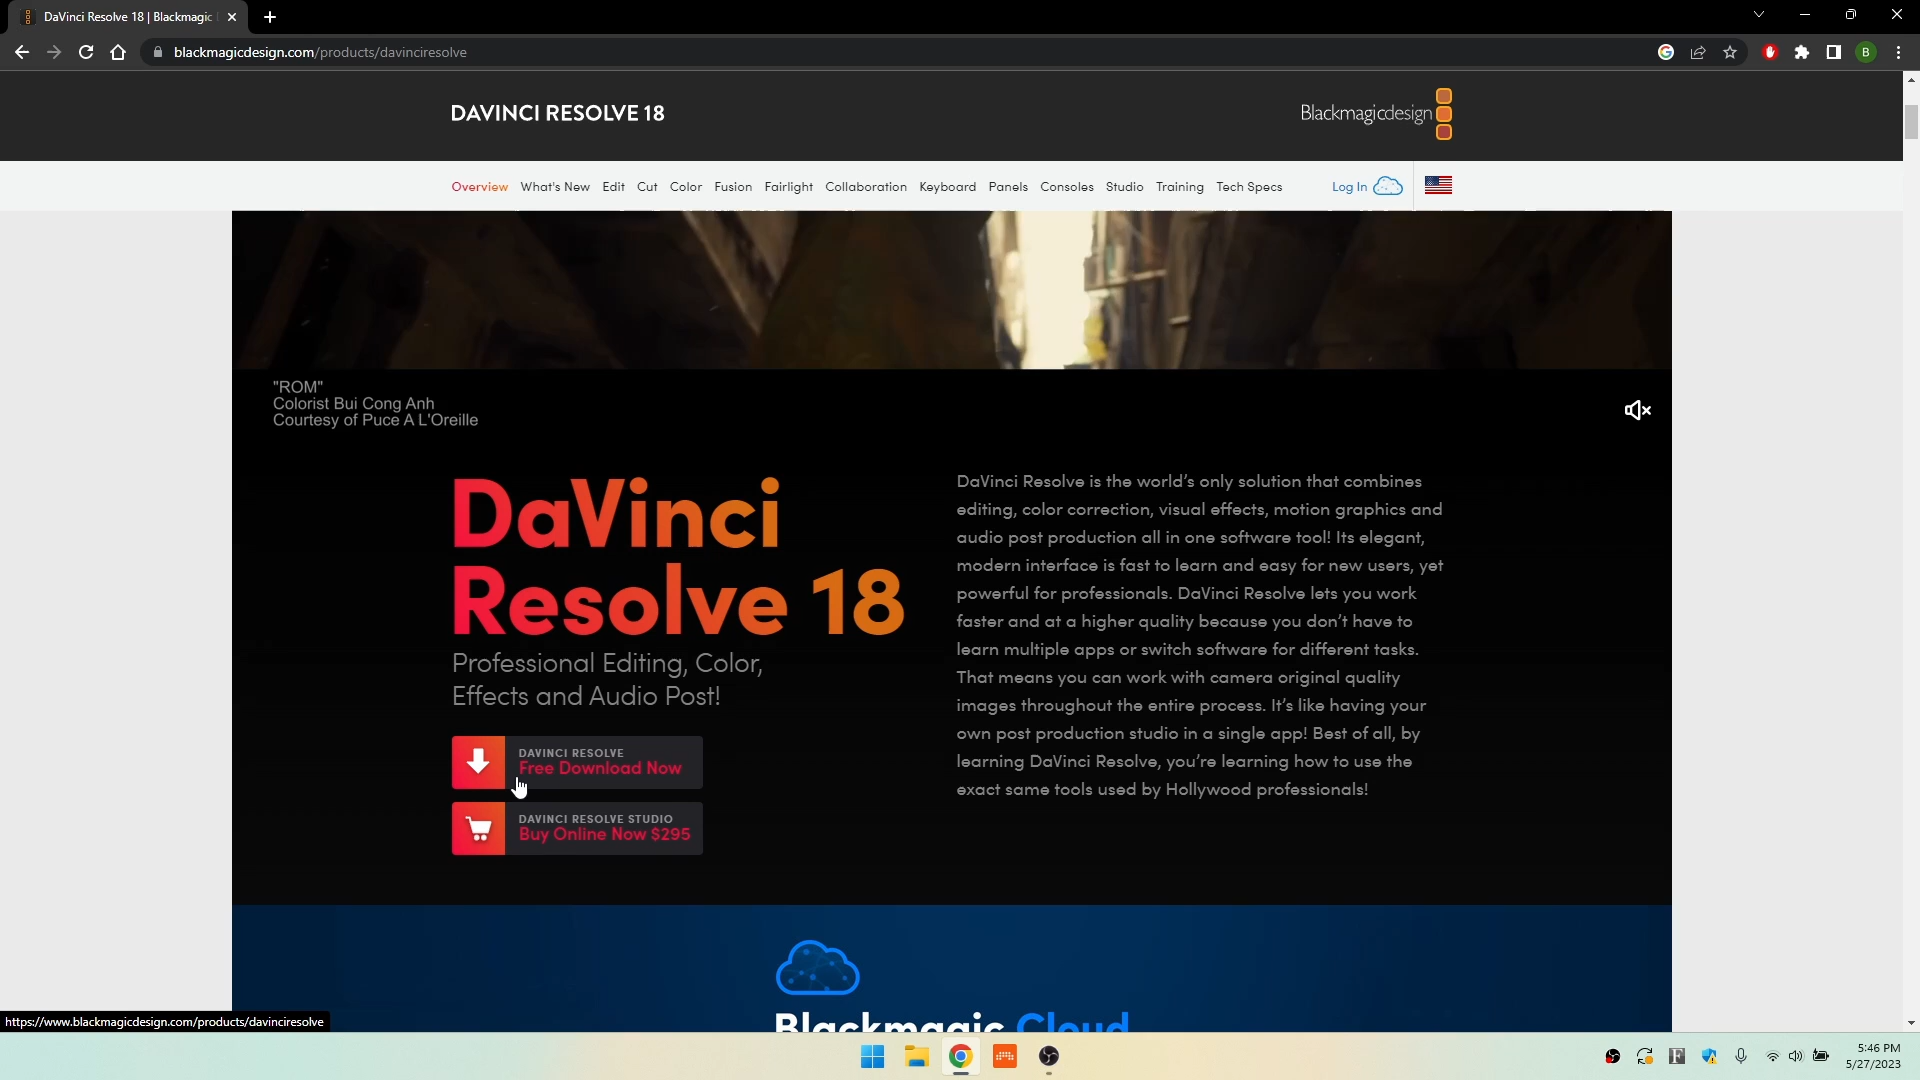 DaVinci Resolve 18 | Blackmagic
blackmagicdesign.com/products/davinciresolve
B
DAVINCI RESOLVE 18
Blackmagicdesign
Overview What's New Edit Cut Color Fusion Fairlight Collaboration Keyboard Panels Consoles Studio Training Tech Specs Log In
"ROM"
Colorist Bui Cong Anh
Courtesy of Puce A L'Oreille
DaVinci
Resolve 18
Professional Editing, Color,
Effects and Audio Post!
DAVINCI RESOLVE
Free Download Now
DAVINCI RESOLVE STUDIO
Buy Online Now $295
DaVinci Resolve is the world's only solution that combines
editing, color correction, visual effects, motion graphics and
audio post production all in one software tool! Its elegant,
modern interface is fast to learn and easy for new users, yet
powerful for professionals. DaVinci Resolve lets you work
faster and at a higher quality because you don't have to
learn multiple apps or switch software for different tasks.
That means you can work with camera original quality
images throughout the entire process. It's like having your
own post production studio in a single app! Best of all, by
learning DaVinci Resolve, you're learning how to use the
exact same tools used by Hollywood professionals!
Blackmagic Cloud
https://www.blackmagicdesign.com/products/davinciresolve
5:46 PM
5/27/2023